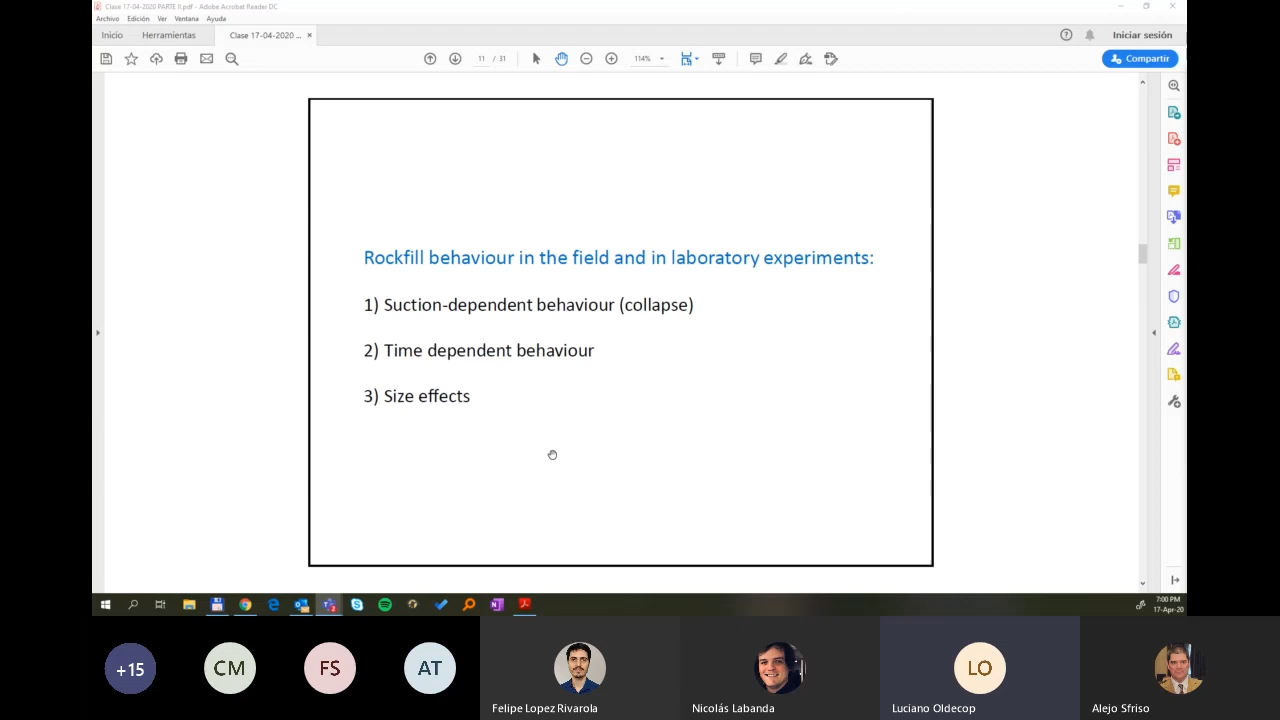 Clase 17-04-2020 PARTE II.pdf - Adobe Acrobat Reader DC
Archivo Edición Ver Ventana Ayuda
Inicio Herramientas Clase 17-04-2020 ... × Iniciar sesión
11 / 31 114% Compartir
Rockfill behaviour in the field and in laboratory experiments:
1) Suction-dependent behaviour (collapse)
2) Time dependent behaviour
3) Size effects
7:00 PM
17-Apr-20
+15 CM FS AT LO
Felipe Lopez Rivarola Nicolás Labanda Luciano Oldecop Alejo Sfriso